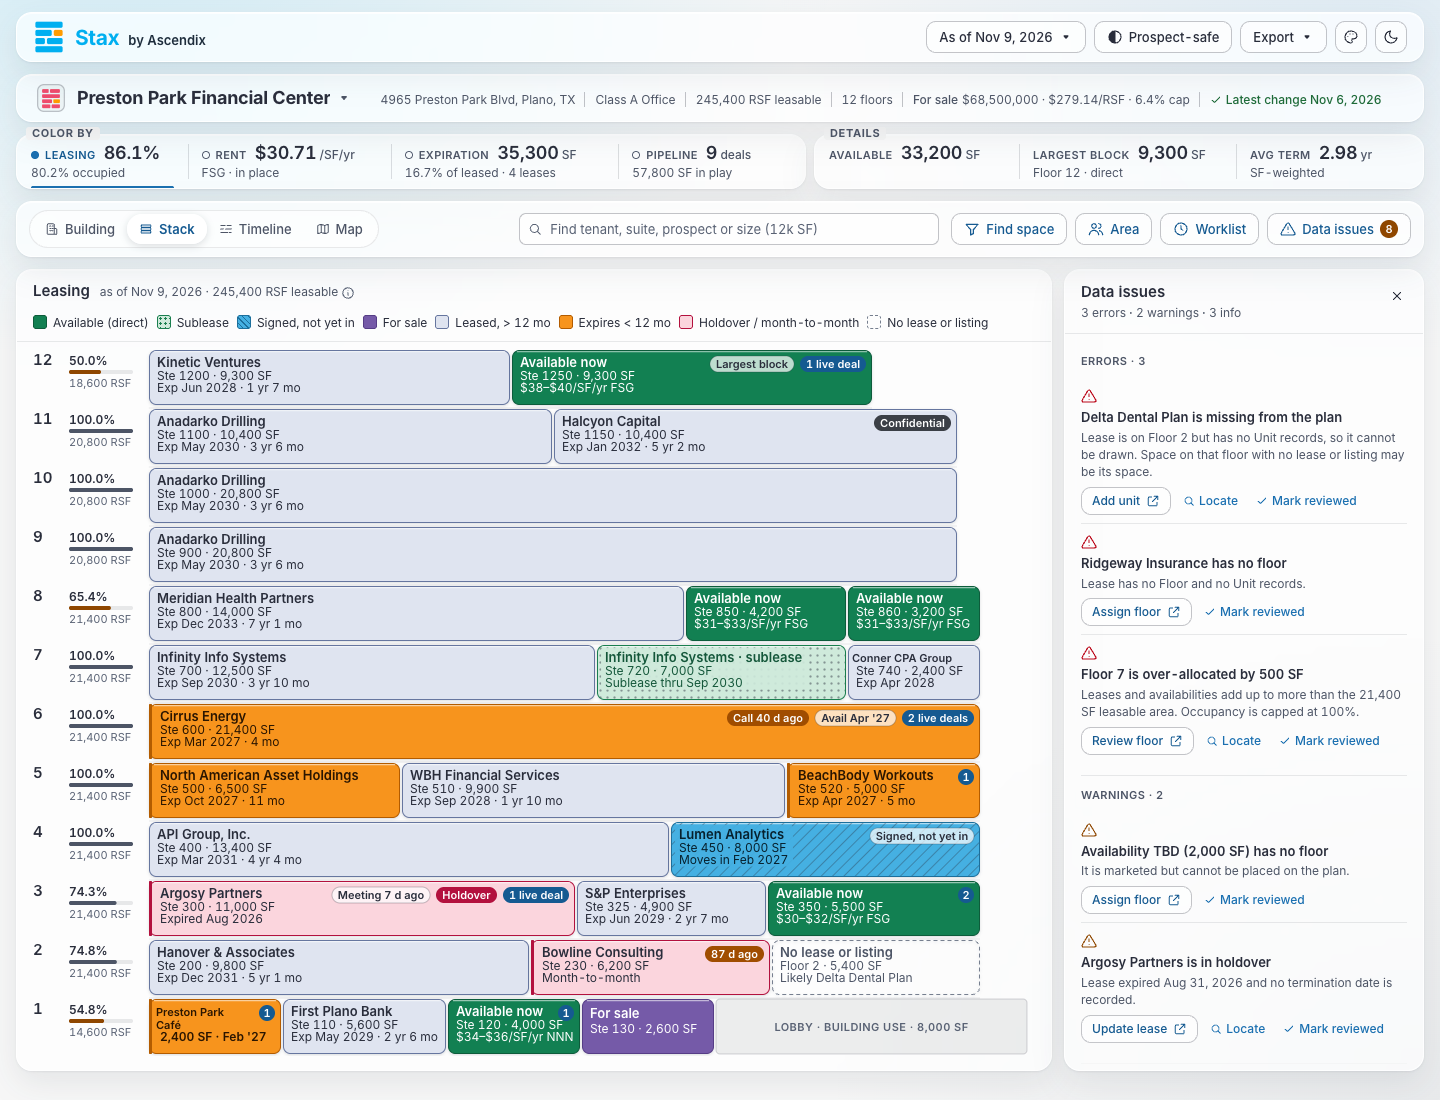 Stax by Ascendix
As of Nov 9, 2026
Prospect-safe
Export
Preston Park Financial Center
4965 Preston Park Blvd, Plano, TX
Class A Office
245,400 RSF leasable
12 floors
For sale $68,500,000 · $279.14/RSF · 6.4% cap
Latest change Nov 6, 2026
COLOR BY
LEASING 86.1%
80.2% occupied
RENT $30.71 /SF/yr
FSG · in place
EXPIRATION 35,300 SF
16.7% of leased · 4 leases
PIPELINE 9 deals
57,800 SF in play
DETAILS
AVAILABLE 33,200 SF
LARGEST BLOCK 9,300 SF
Floor 12 · direct
AVG TERM 2.98 yr
SF-weighted
Building
Stack
Timeline
Map
Find tenant, suite, prospect or size (12k SF)
Find space
Area
Worklist
Data issues 8
Leasing as of Nov 9, 2026 · 245,400 RSF leasable
Available (direct)
Sublease
Signed, not yet in
For sale
Leased, > 12 mo
Expires < 12 mo
Holdover / month-to-month
No lease or listing
12
50.0%
18,600 RSF
Kinetic Ventures
Ste 1200 · 9,300 SF
Exp Jun 2028 · 1 yr 7 mo
Available now
Ste 1250 · 9,300 SF
$38–$40/SF/yr FSG
Largest block
1 live deal
11
100.0%
20,800 RSF
Anadarko Drilling
Ste 1100 · 10,400 SF
Exp May 2030 · 3 yr 6 mo
Halcyon Capital
Ste 1150 · 10,400 SF
Exp Jan 2032 · 5 yr 2 mo
Confidential
10
100.0%
20,800 RSF
Anadarko Drilling
Ste 1000 · 20,800 SF
Exp May 2030 · 3 yr 6 mo
9
100.0%
20,800 RSF
Anadarko Drilling
Ste 900 · 20,800 SF
Exp May 2030 · 3 yr 6 mo
8
65.4%
21,400 RSF
Meridian Health Partners
Ste 800 · 14,000 SF
Exp Dec 2033 · 7 yr 1 mo
Available now
Ste 850 · 4,200 SF
$31–$33/SF/yr FSG
Available now
Ste 860 · 3,200 SF
$31–$33/SF/yr FSG
7
100.0%
21,400 RSF
Infinity Info Systems
Ste 700 · 12,500 SF
Exp Sep 2030 · 3 yr 10 mo
Infinity Info Systems · sublease
Ste 720 · 7,000 SF
Sublease thru Sep 2030
Conner CPA Group
Ste 740 · 2,400 SF
Exp Apr 2028
6
100.0%
21,400 RSF
Cirrus Energy
Ste 600 · 21,400 SF
Exp Mar 2027 · 4 mo
Call 40 d ago
Avail Apr '27
2 live deals
5
100.0%
21,400 RSF
North American Asset Holdings
Ste 500 · 6,500 SF
Exp Oct 2027 · 11 mo
WBH Financial Services
Ste 510 · 9,900 SF
Exp Sep 2028 · 1 yr 10 mo
BeachBody Workouts
Ste 520 · 5,000 SF
Exp Apr 2027 · 5 mo
1
4
100.0%
21,400 RSF
API Group, Inc.
Ste 400 · 13,400 SF
Exp Mar 2031 · 4 yr 4 mo
Lumen Analytics
Ste 450 · 8,000 SF
Moves in Feb 2027
Signed, not yet in
3
74.3%
21,400 RSF
Argosy Partners
Ste 300 · 11,000 SF
Expired Aug 2026
Meeting 7 d ago
Holdover
1 live deal
S&P Enterprises
Ste 325 · 4,900 SF
Exp Jun 2029 · 2 yr 7 mo
Available now
Ste 350 · 5,500 SF
$30–$32/SF/yr FSG
2
2
74.8%
21,400 RSF
Hanover & Associates
Ste 200 · 9,800 SF
Exp Dec 2031 · 5 yr 1 mo
Bowline Consulting
Ste 230 · 6,200 SF
Month-to-month
87 d ago
No lease or listing
Floor 2 · 5,400 SF
Likely Delta Dental Plan
1
54.8%
14,600 RSF
Preston Park
Café
2,400 SF · Feb '27
1
First Plano Bank
Ste 110 · 5,600 SF
Exp May 2029 · 2 yr 6 mo
Available now
Ste 120 · 4,000 SF
$34–$36/SF/yr NNN
1
For sale
Ste 130 · 2,600 SF
LOBBY · BUILDING USE · 8,000 SF
Data issues
3 errors · 2 warnings · 3 info
ERRORS · 3
Delta Dental Plan is missing from the plan
Lease is on Floor 2 but has no Unit records, so it cannot
be drawn. Space on that floor with no lease or listing may
be its space.
Add unit
Locate
Mark reviewed
Ridgeway Insurance has no floor
Lease has no Floor and no Unit records.
Assign floor
Mark reviewed
Floor 7 is over-allocated by 500 SF
Leases and availabilities add up to more than the 21,400
SF leasable area. Occupancy is capped at 100%.
Review floor
Locate
Mark reviewed
WARNINGS · 2
Availability TBD (2,000 SF) has no floor
It is marketed but cannot be placed on the plan.
Assign floor
Mark reviewed
Argosy Partners is in holdover
Lease expired Aug 31, 2026 and no termination date is
recorded.
Update lease
Locate
Mark reviewed